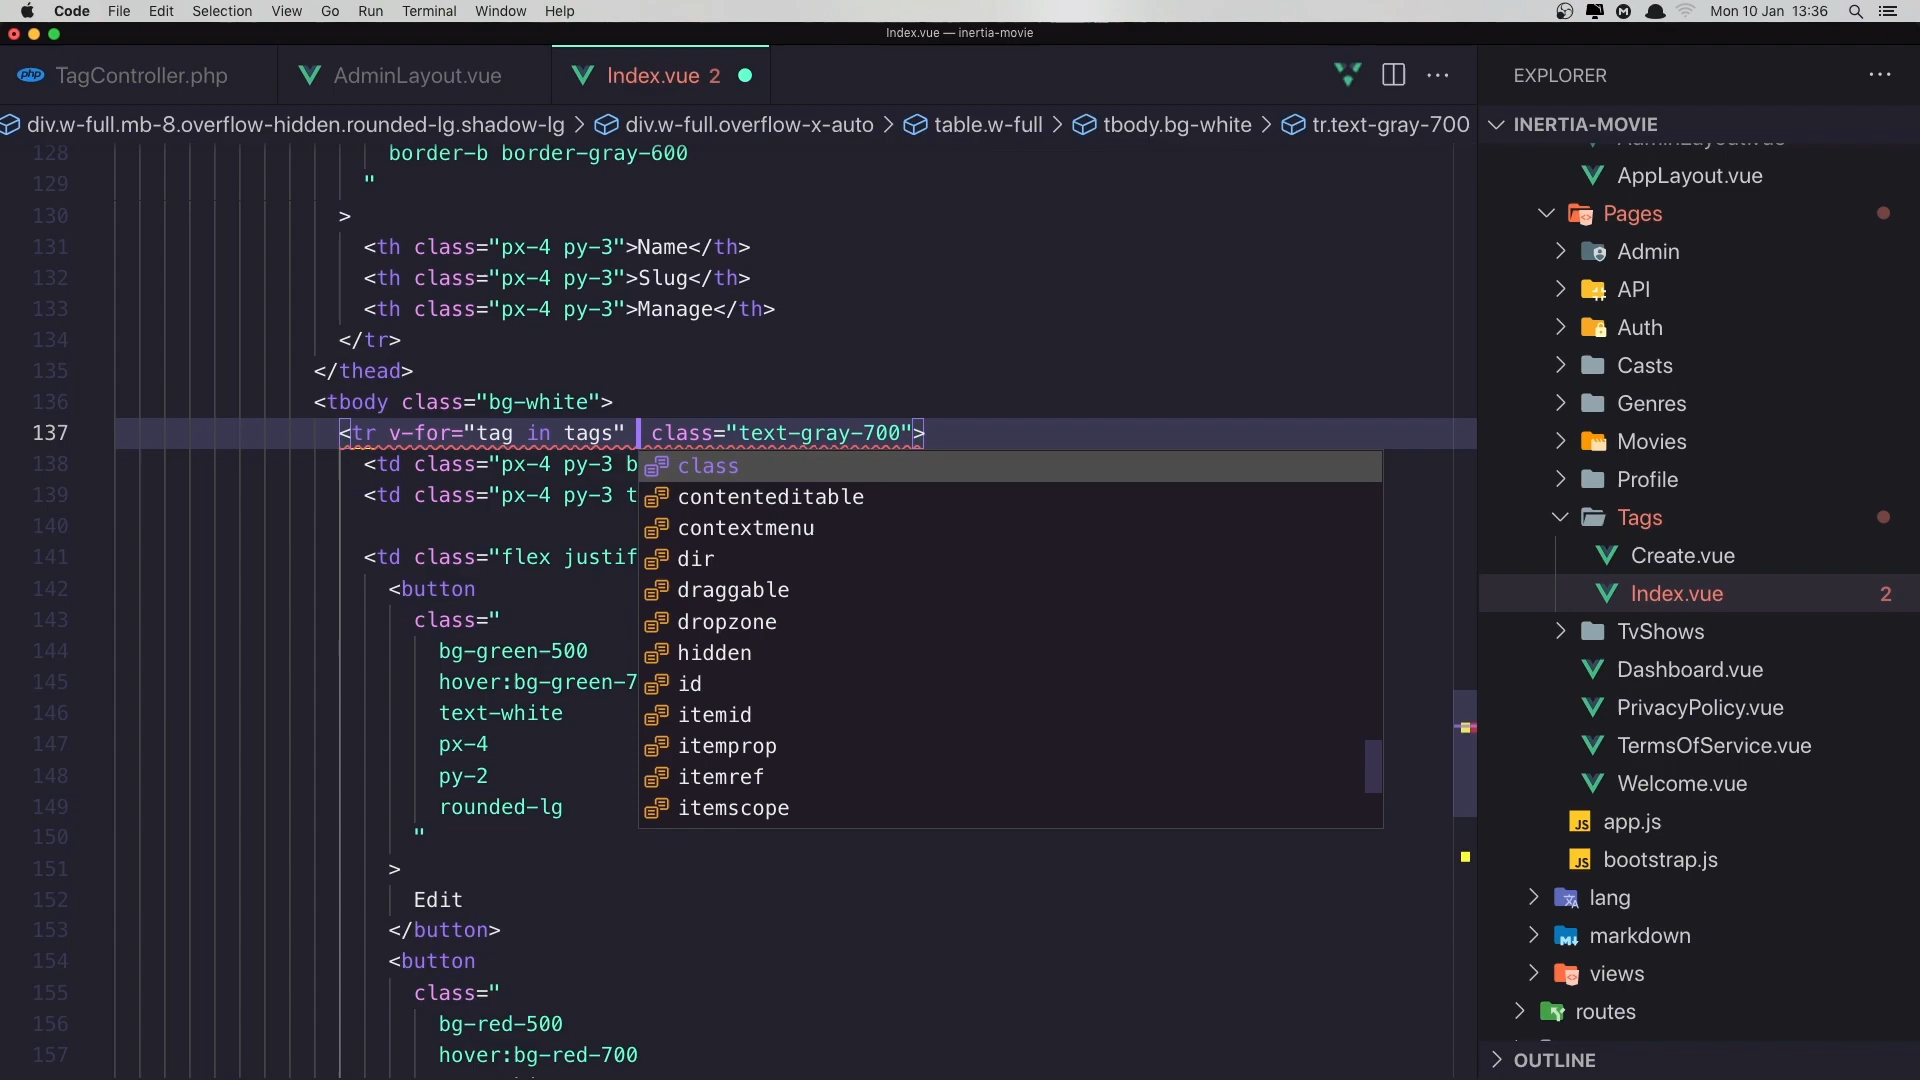 Code File Edit Selection View Go Run Terminal Window Help Mon 10 Jan 13:36
Index.vue — inertia-movie
php TagController.php AdminLayout.vue Index.vue 2
div.w-full.mb-8.overflow-hidden.rounded-lg.shadow-lg > div.w-full.overflow-x-auto > table.w-full > tbody.bg-white > tr.text-gray-700
128 border-b border-gray-600
129 "
130 >
131 <th class="px-4 py-3">Name</th>
132 <th class="px-4 py-3">Slug</th>
133 <th class="px-4 py-3">Manage</th>
134 </tr>
135 </thead>
136 <tbody class="bg-white">
137 <tr v-for="tag in tags" class="text-gray-700">
138 <td class="px-4 py-3 b
139 <td class="px-4 py-3 t
140
141 <td class="flex justif
142 <button
143 class="
144 bg-green-500
145 hover:bg-green-7
146 text-white
147 px-4
148 py-2
149 rounded-lg
150 "
151 >
152 Edit
153 </button>
154 <button
155 class="
156 bg-red-500
157 hover:bg-red-700
class
contenteditable
contextmenu
dir
draggable
dropzone
hidden
id
itemid
itemprop
itemref
itemscope
EXPLORER
INERTIA-MOVIE
AdminLayout.vue
AppLayout.vue
Pages
Admin
API
Auth
Casts
Genres
Movies
Profile
Tags
Create.vue
Index.vue 2
TvShows
Dashboard.vue
PrivacyPolicy.vue
TermsOfService.vue
Welcome.vue
JS app.js
JS bootstrap.js
lang
markdown
views
routes
OUTLINE